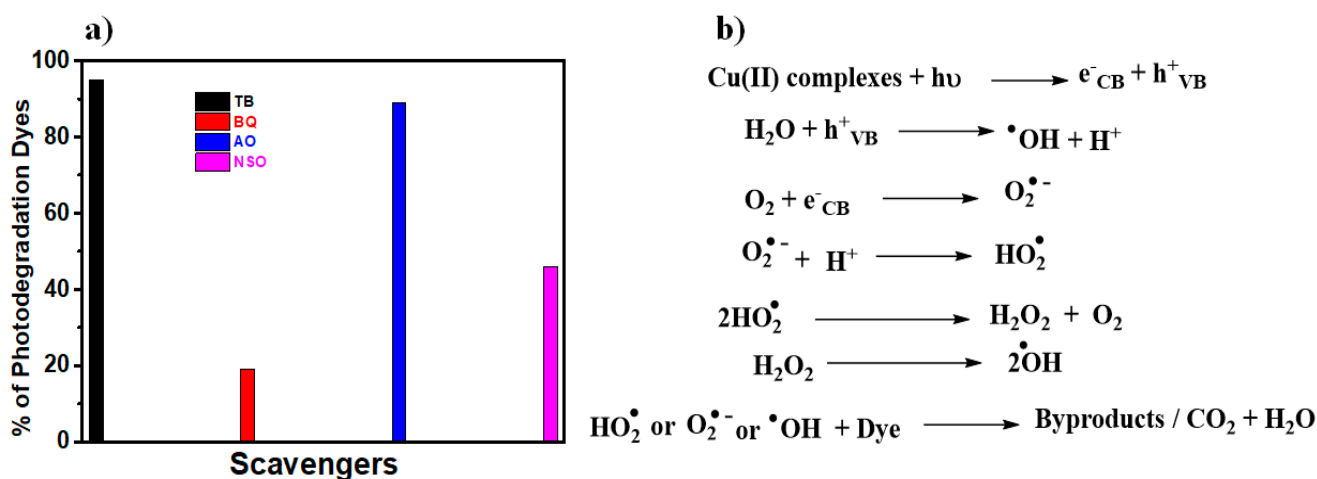 a)
% of Photodegradation Dyes
100
80
60
40
20
0
TB
BQ
AO
NSO
Scavengers
b)
Cu(II) complexes + hυ ⟶ e⁻CB + h⁺VB
H₂O + h⁺VB ⟶ •OH + H⁺
O₂ + e⁻CB ⟶ O₂•⁻
O₂•⁻ + H⁺ ⟶ HO₂•
2HO₂• ⟶ H₂O₂ + O₂
H₂O₂ ⟶ 2•OH
HO₂• or O₂•⁻ or •OH + Dye ⟶ Byproducts / CO₂ + H₂O